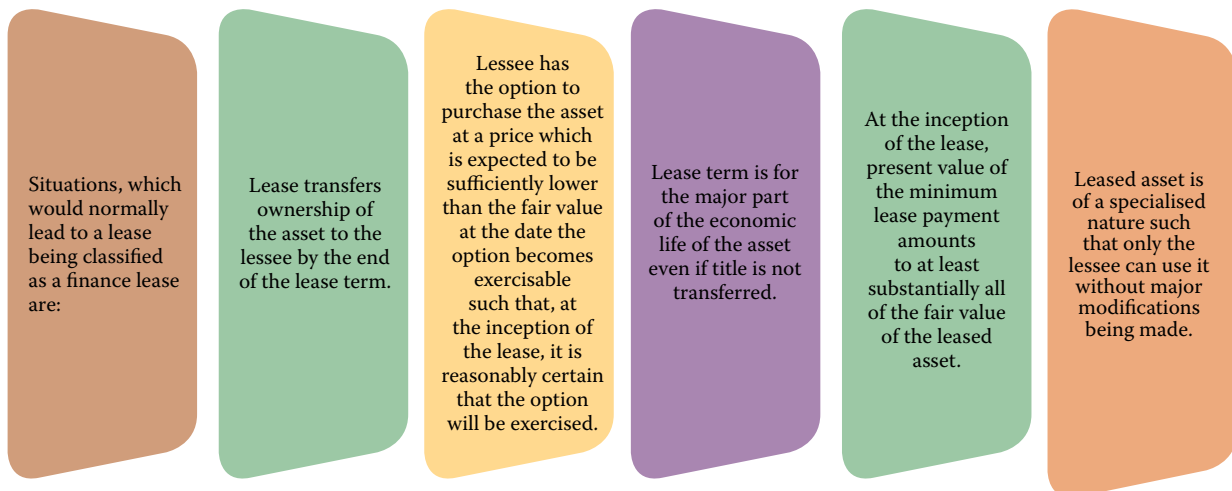 Situations, which
would normally
lead to a lease
being classified
as a finance lease
are:
Lease transfers
ownership of
the asset to the
lessee by the end
of the lease term.
Lessee has
the option to
purchase the asset
at a price which
is expected to be
sufficiently lower
than the fair value
at the date the
option becomes
exercisable
such that, at
the inception of
the lease, it is
reasonably certain
that the option
will be exercised.
Lease term is for
the major part
of the economic
life of the asset
even if title is not
transferred.
At the inception
of the lease,
present value of
the minimum
lease payment
amounts
to at least
substantially all
of the fair value
of the leased
asset.
Leased asset is
of a specialised
nature such
that only the
lessee can use it
without major
modifications
being made.